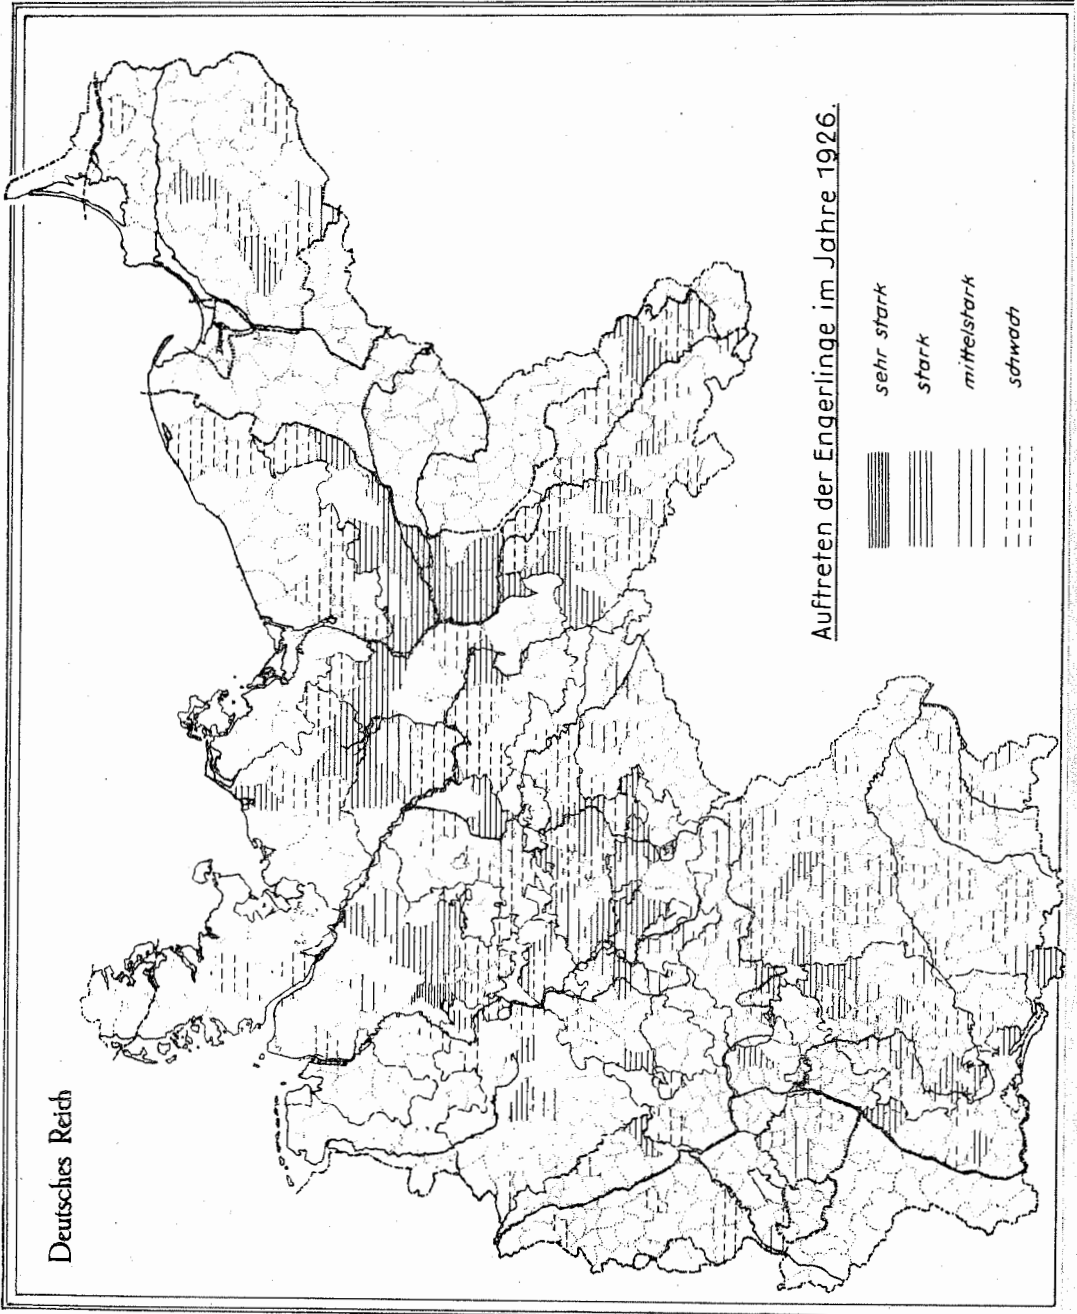 Deutsches Reich
Auftreten der Engerlinge im Jahre 1926.
sehr stark
stark
mittelstark
schwach